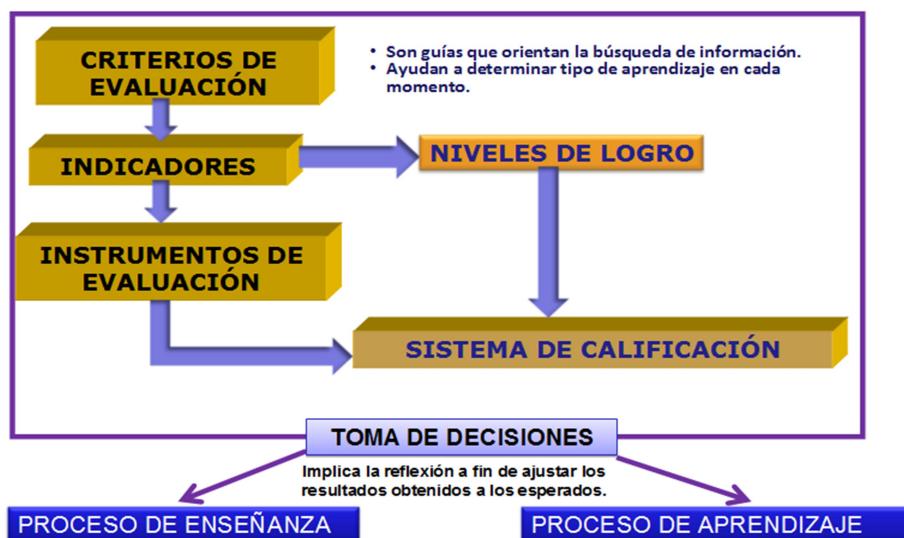 CRITERIOS DE
EVALUACIÓN
• Son guías que orientan la búsqueda de información.
• Ayudan a determinar tipo de aprendizaje en cada
momento.
INDICADORES
NIVELES DE LOGRO
INSTRUMENTOS DE
EVALUACIÓN
SISTEMA DE CALIFICACIÓN
TOMA DE DECISIONES
Implica la reflexión a fin de ajustar los
resultados obtenidos a los esperados.
PROCESO DE ENSEÑANZA
PROCESO DE APRENDIZAJE